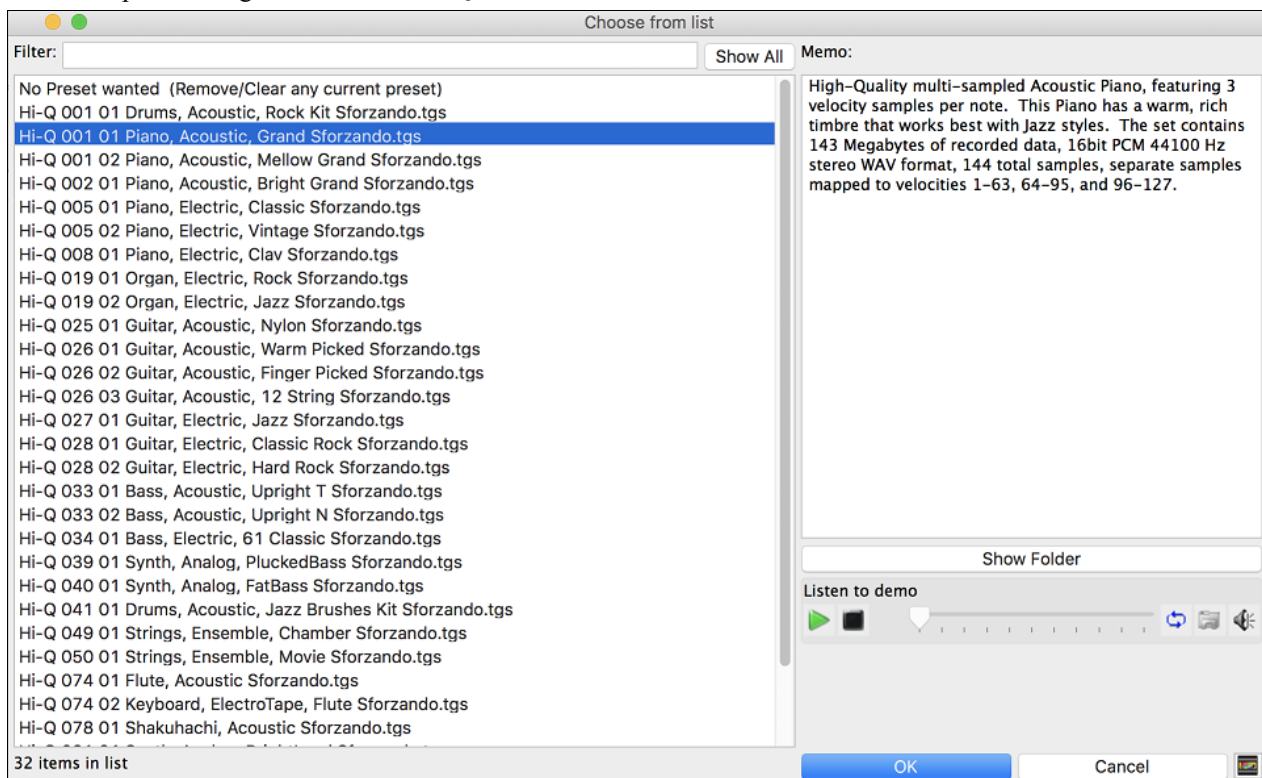 Choose from list
Filter:
Show All
Memo:
No Preset wanted  (Remove/Clear any current preset)
Hi-Q 001 01 Drums, Acoustic, Rock Kit Sforzando.tgs
Hi-Q 001 01 Piano, Acoustic, Grand Sforzando.tgs
Hi-Q 001 02 Piano, Acoustic, Mellow Grand Sforzando.tgs
Hi-Q 002 01 Piano, Acoustic, Bright Grand Sforzando.tgs
Hi-Q 005 01 Piano, Electric, Classic Sforzando.tgs
Hi-Q 005 02 Piano, Electric, Vintage Sforzando.tgs
Hi-Q 008 01 Piano, Electric, Clav Sforzando.tgs
Hi-Q 019 01 Organ, Electric, Rock Sforzando.tgs
Hi-Q 019 02 Organ, Electric, Jazz Sforzando.tgs
Hi-Q 025 01 Guitar, Acoustic, Nylon Sforzando.tgs
Hi-Q 026 01 Guitar, Acoustic, Warm Picked Sforzando.tgs
Hi-Q 026 02 Guitar, Acoustic, Finger Picked Sforzando.tgs
Hi-Q 026 03 Guitar, Acoustic, 12 String Sforzando.tgs
Hi-Q 027 01 Guitar, Electric, Jazz Sforzando.tgs
Hi-Q 028 01 Guitar, Electric, Classic Rock Sforzando.tgs
Hi-Q 028 02 Guitar, Electric, Hard Rock Sforzando.tgs
Hi-Q 033 01 Bass, Acoustic, Upright T Sforzando.tgs
Hi-Q 033 02 Bass, Acoustic, Upright N Sforzando.tgs
Hi-Q 034 01 Bass, Electric, 61 Classic Sforzando.tgs
Hi-Q 039 01 Synth, Analog, PluckedBass Sforzando.tgs
Hi-Q 040 01 Synth, Analog, FatBass Sforzando.tgs
Hi-Q 041 01 Drums, Acoustic, Jazz Brushes Kit Sforzando.tgs
Hi-Q 049 01 Strings, Ensemble, Chamber Sforzando.tgs
Hi-Q 050 01 Strings, Ensemble, Movie Sforzando.tgs
Hi-Q 074 01 Flute, Acoustic Sforzando.tgs
Hi-Q 074 02 Keyboard, ElectroTape, Flute Sforzando.tgs
Hi-Q 078 01 Shakuhachi, Acoustic Sforzando.tgs
32 items in list
High-Quality multi-sampled Acoustic Piano, featuring 3
velocity samples per note.  This Piano has a warm, rich
timbre that works best with Jazz styles.  The set contains
143 Megabytes of recorded data, 16bit PCM 44100 Hz
stereo WAV format, 144 total samples, separate samples
mapped to velocities 1-63, 64-95, and 96-127.
Show Folder
Listen to demo
OK
Cancel